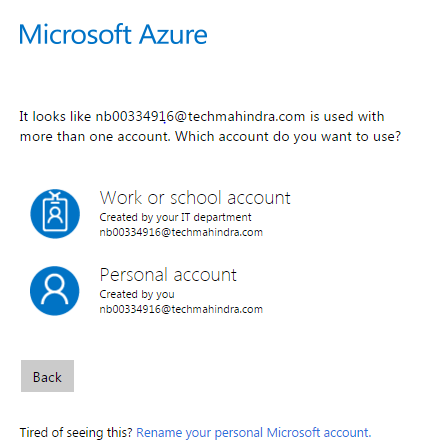 Microsoft Azure
It looks like nb00334916@techmahindra.com is used with
more than one account. Which account do you want to use?
Work or school account
Created by your IT department
nb00334916@techmahindra.com
Personal account
Created by you
nb00334916@techmahindra.com
Back
Tired of seeing this? Rename your personal Microsoft account.